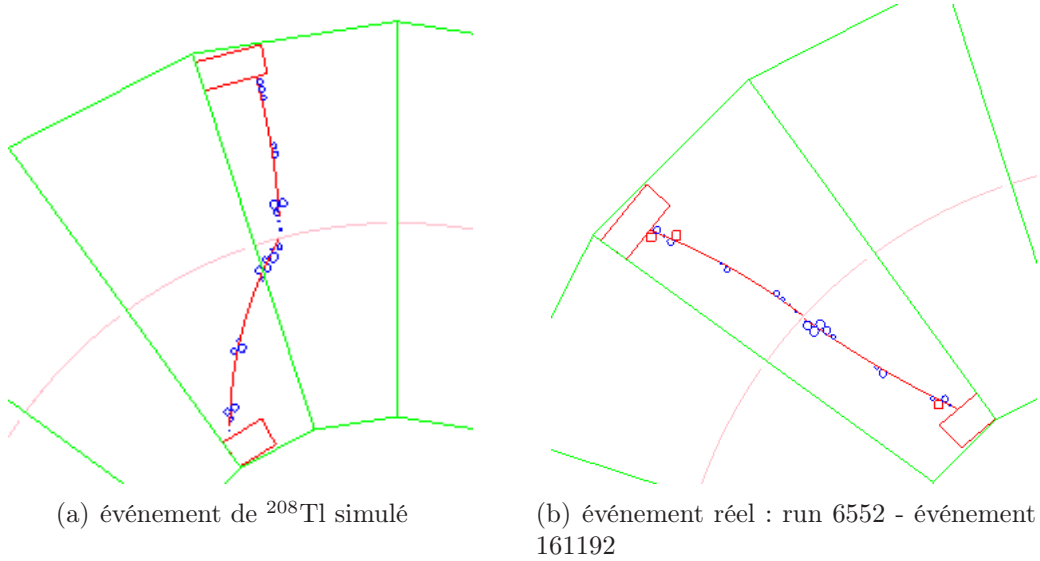 (a) événement de ²⁰⁸Tl simulé
(b) événement réel : run 6552 - événement
161192